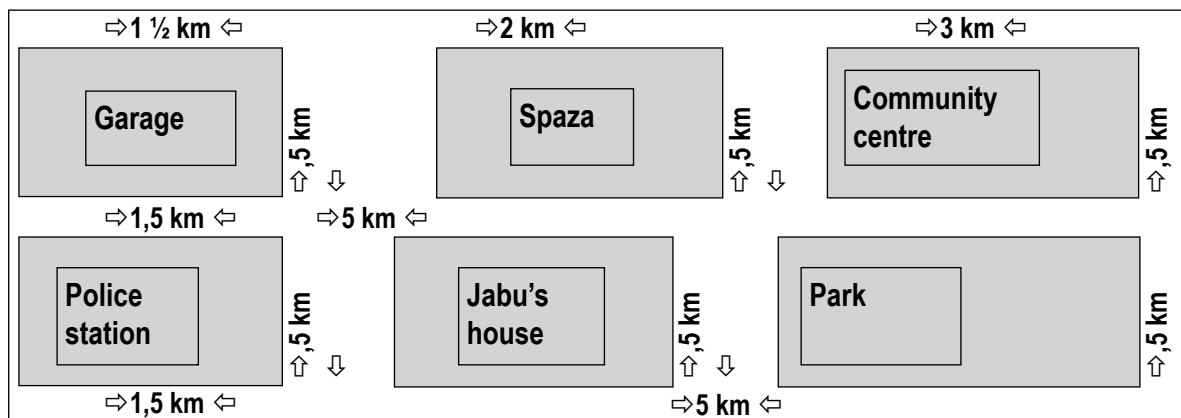 ⇨1 ½ km ⇦
⇨2 km ⇦
⇨3 km ⇦
Garage
⇧ ,5 km ⇩
Spaza
⇧ ,5 km ⇩
Community
centre
⇧ ,5 km
⇨1,5 km ⇦
⇨5 km ⇦
Police
station
⇧ ,5 km ⇩
Jabu’s
house
⇧ ,5 km ⇩
Park
⇧ ,5 km
⇨1,5 km ⇦
⇨5 km ⇦